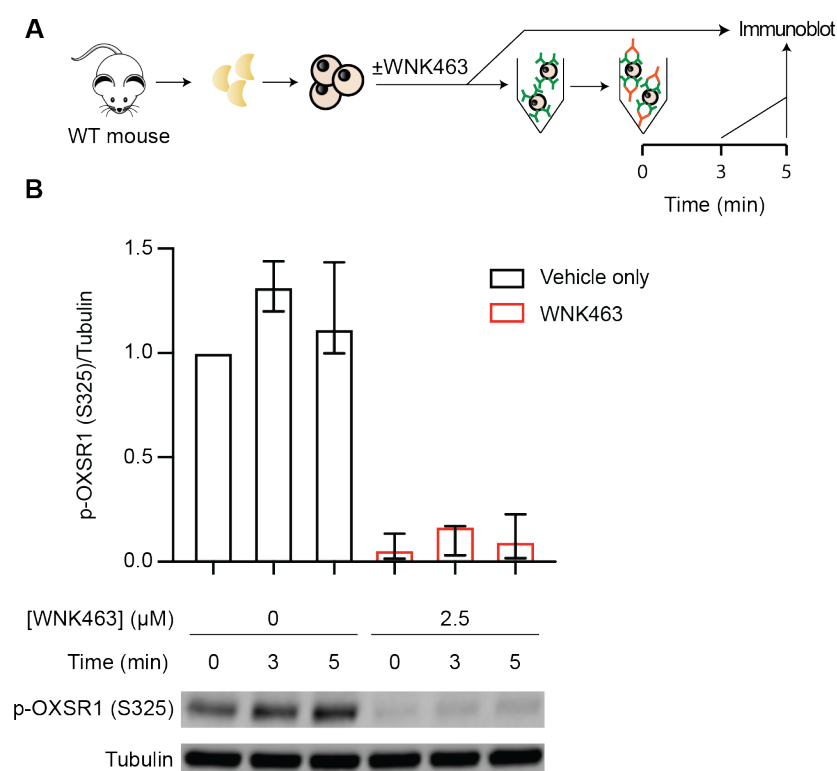 A
Immunoblot
±WNK463
WT mouse
0 3 5
Time (min)
B
1.5
1.0
0.5
0.0
p-OXSR1 (S325)/Tubulin
Vehicle only
WNK463
[WNK463] (μM) 0 2.5
Time (min) 0 3 5 0 3 5
p-OXSR1 (S325)
Tubulin